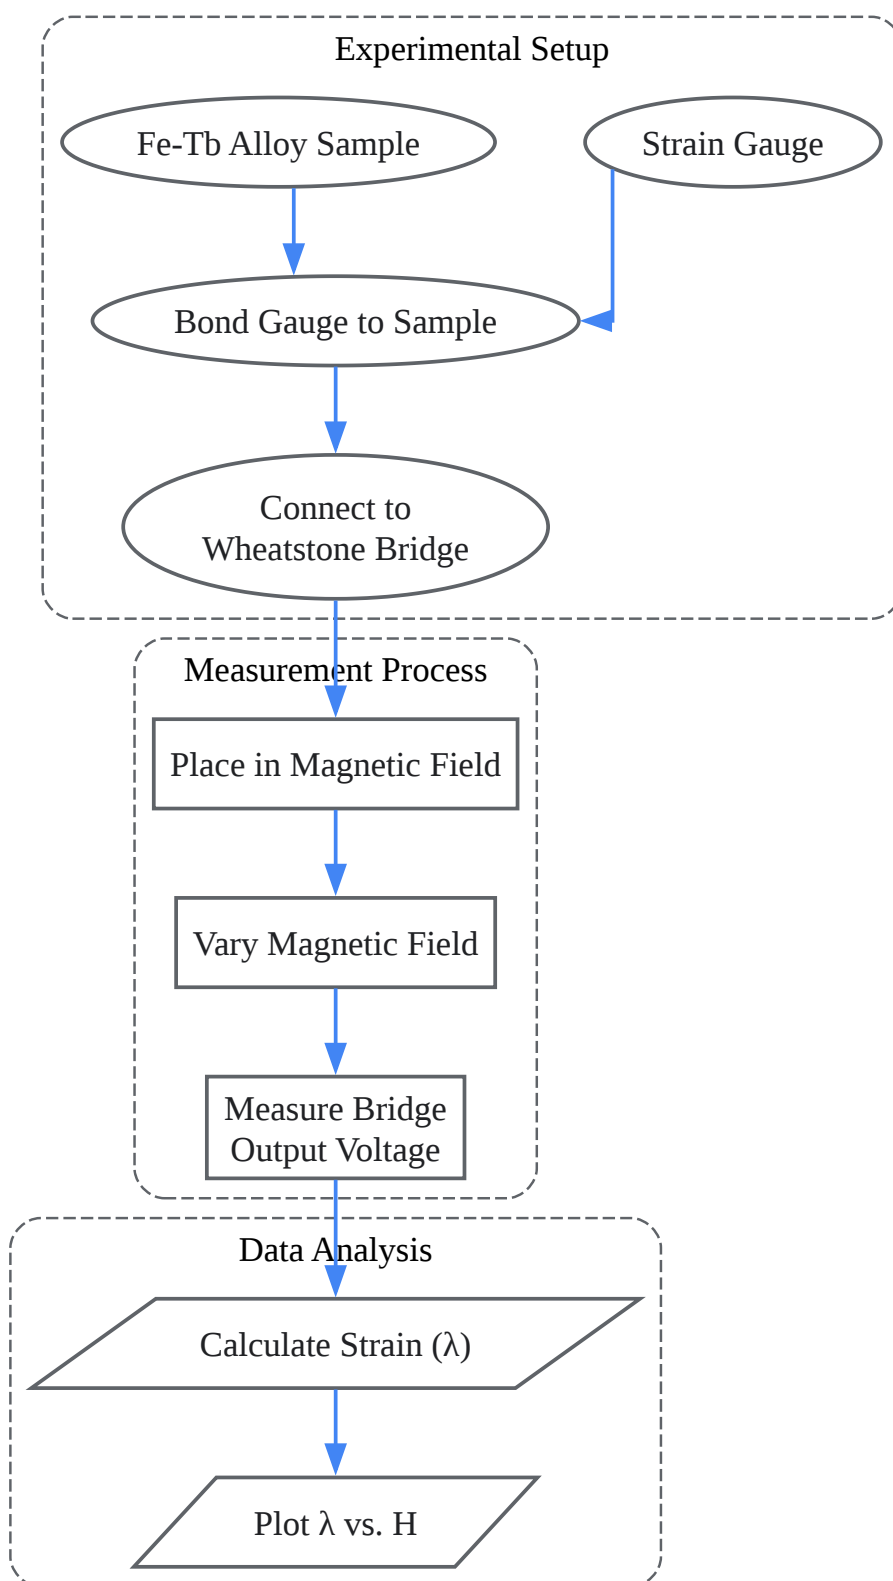 Experimental Setup
Fe-Tb Alloy Sample
Strain Gauge
Bond Gauge to Sample
Connect to
Wheatstone Bridge
Measurement Process
Place in Magnetic Field
Vary Magnetic Field
Measure Bridge
Output Voltage
Data Analysis
Calculate Strain (λ)
Plot λ vs. H